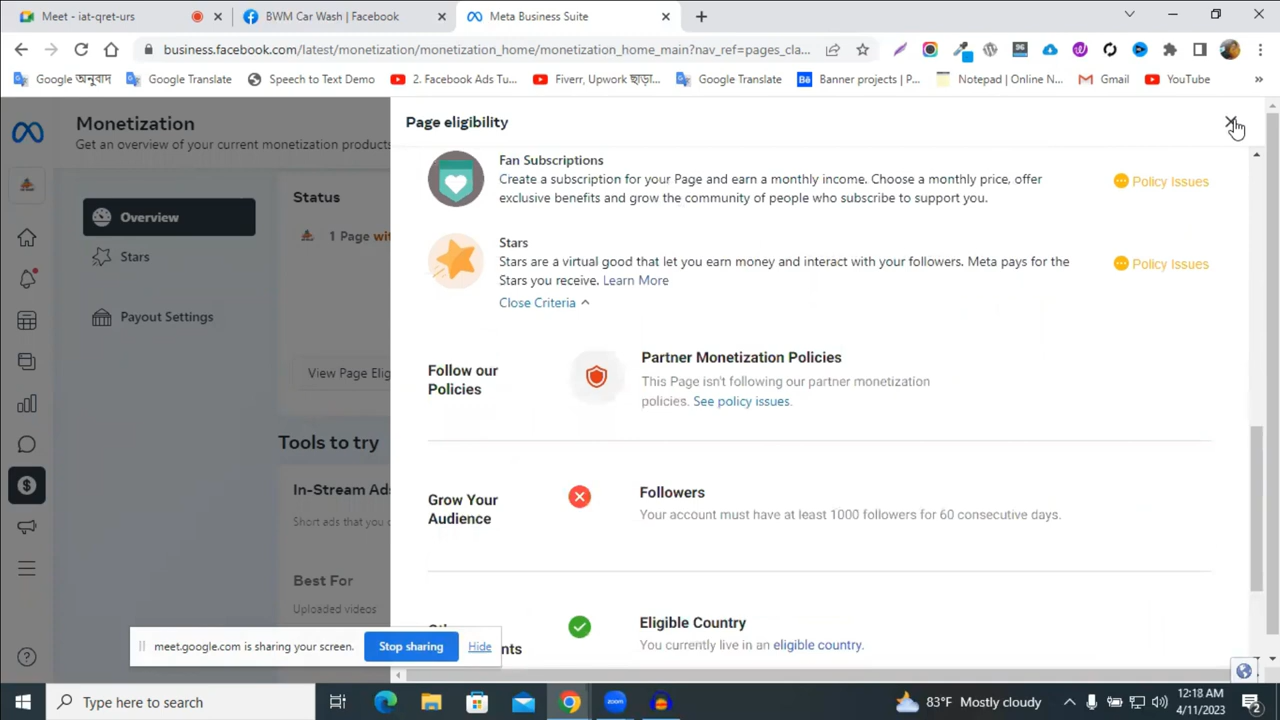 Meet - iat-qret-urs
BWM Car Wash | Facebook
Meta Business Suite
business.facebook.com/latest/monetization/monetization_home/monetization_home_main?nav_ref=pages_cla...
Google অনুবাদ
Google Translate
Speech to Text Demo
2. Facebook Ads Tu...
Fiverr, Upwork ছাড়া...
Google Translate
Banner projects | P...
Notepad | Online N...
Gmail
YouTube
»
Monetization
Get an overview of your current monetization products
Overview
Stars
Payout Settings
Status
1 Page wit
View Page Elig
Tools to try
In-Stream Ads
Short ads that you c
Best For
Uploaded videos
Page eligibility
Fan Subscriptions
Create a subscription for your Page and earn a monthly income. Choose a monthly price, offer
exclusive benefits and grow the community of people who subscribe to support you.
Policy Issues
Stars
Stars are a virtual good that let you earn money and interact with your followers. Meta pays for the
Stars you receive. Learn More
Policy Issues
Close Criteria
Follow our
Policies
Partner Monetization Policies
This Page isn't following our partner monetization
policies. See policy issues.
Grow Your
Audience
Followers
Your account must have at least 1000 followers for 60 consecutive days.
Eligible Country
You currently live in an eligible country.
nts
meet.google.com is sharing your screen.
Stop sharing
Hide
Type here to search
83°F Mostly cloudy
12:18 AM
4/11/2023
2